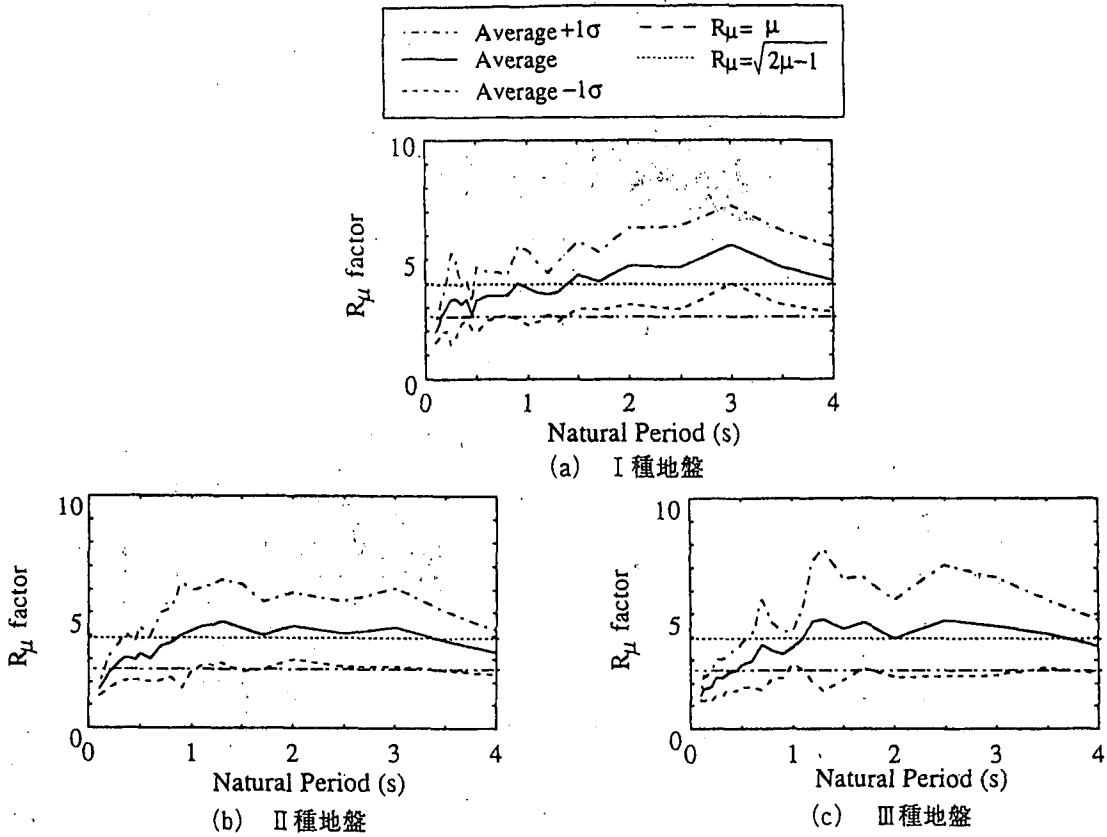 Average+1σ
Average
Average−1σ
Rμ= μ
Rμ=√2μ−1
10
5
0
Rμ factor
0 1 2 3 4
Natural Period (s)
(a) Ⅰ種地盤
10
5
0
Rμ factor
0 1 2 3 4
Natural Period (s)
(b) Ⅱ種地盤
10
5
0
Rμ factor
0 1 2 3 4
Natural Period (s)
(c) Ⅲ種地盤